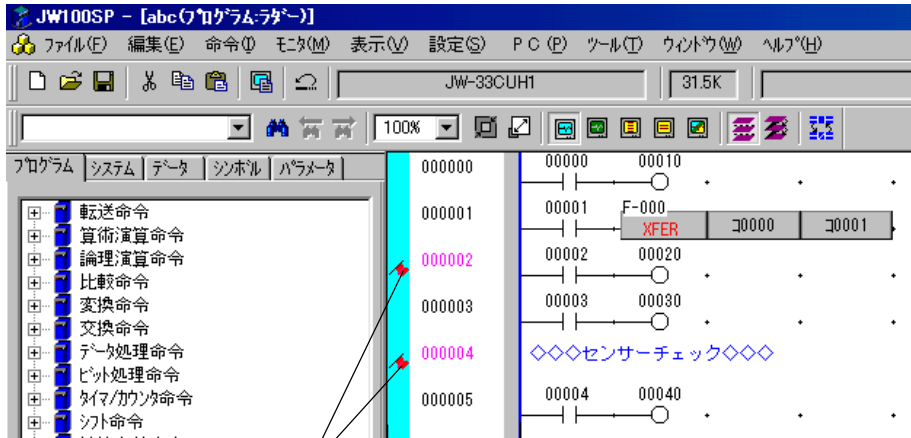 JW100SP - [abc(ﾌﾟﾛｸﾞﾗﾑ:ﾗﾀﾞｰ)]
ﾌｧｲﾙ(F) 編集(E) 命令(I) ﾓﾆﾀ(M) 表示(V) 設定(S) ＰＣ(P) ﾂｰﾙ(T) ｳｨﾝﾄﾞｳ(W) ﾍﾙﾌﾟ(H)
JW-33CUH1 31.5K
100%
ﾌﾟﾛｸﾞﾗﾑ ｼｽﾃﾑ ﾃﾞｰﾀ ｼﾝﾎﾞﾙ ﾊﾟﾗﾒｰﾀ
転送命令
算術演算命令
論理演算命令
比較命令
変換命令
交換命令
ﾃﾞｰﾀ処理命令
ﾋﾞｯﾄ処理命令
ﾀｲﾏ/ｶｳﾝﾀ命令
ｼﾌﾄ命令
000000 00000 00010
000001 00001 F-000 XFER ｺ0000 ｺ0001
000002 00002 00020
000003 00003 00030
000004 ◇◇◇センサーチェック◇◇◇
000005 00004 00040